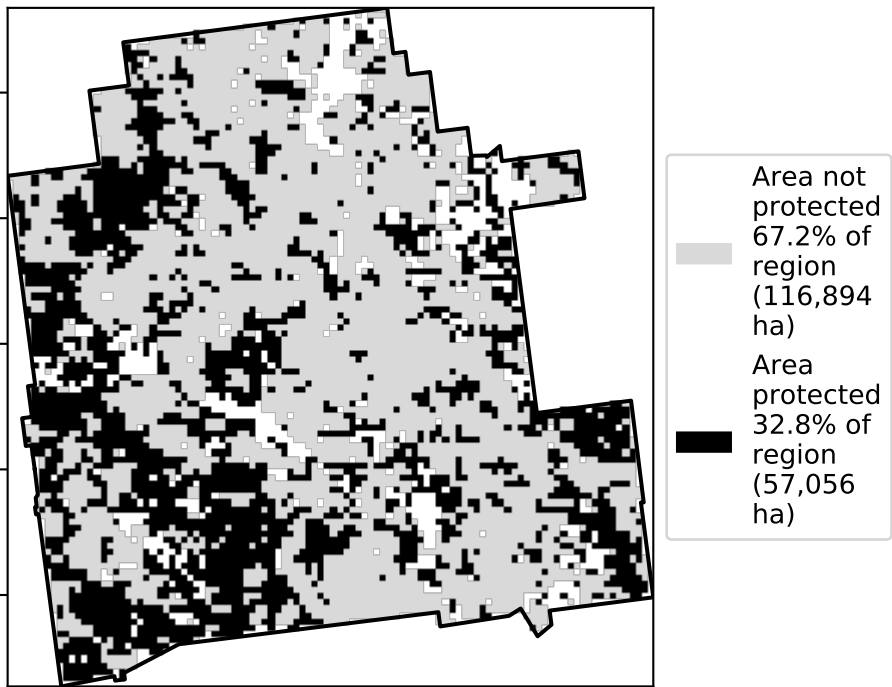 Area not
protected
67.2% of
region
(116,894
ha)
Area
protected
32.8% of
region
(57,056
ha)